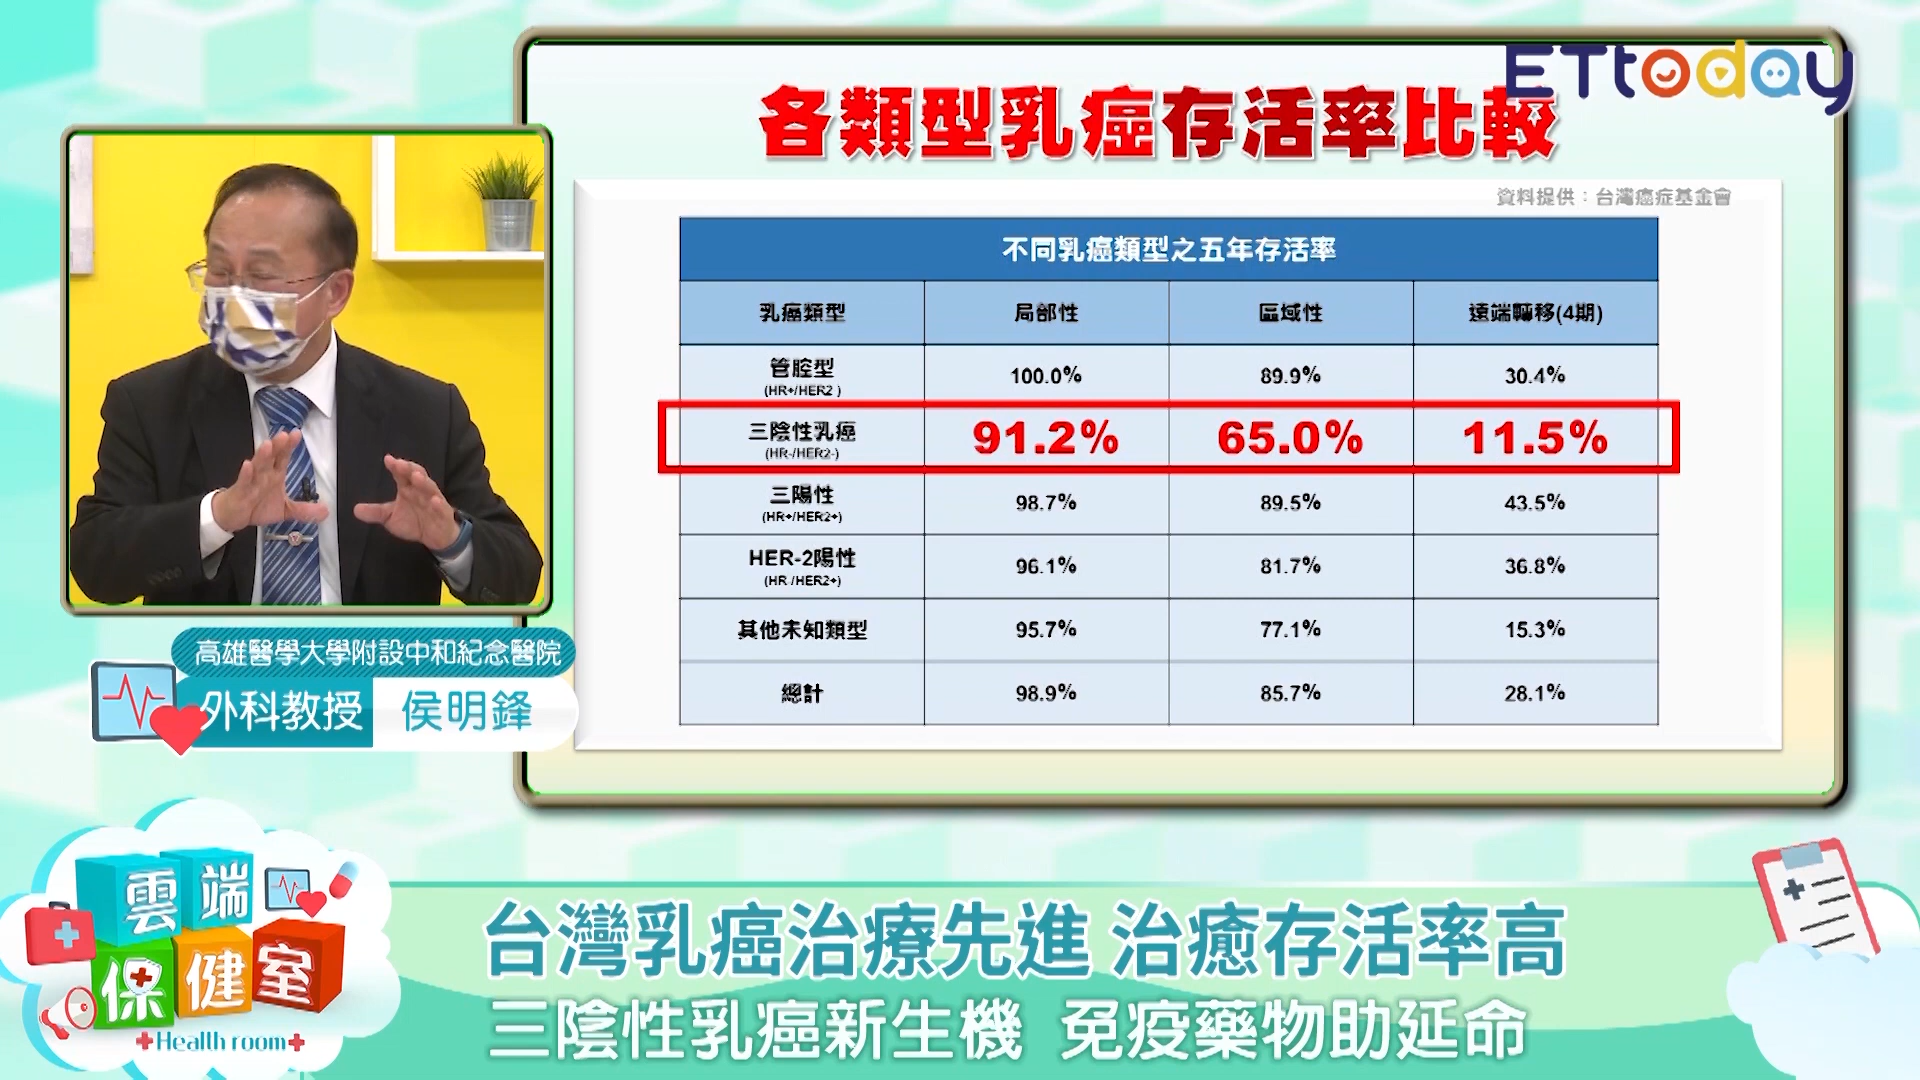 ETtoday
各類型乳癌存活率比較
資料提供：台灣癌症基金會
不同乳癌類型之五年存活率
乳癌類型 局部性 區域性 遠端轉移(4期)
管腔型 100.0% 89.9% 30.4%
(HR+/HER2 )
三陰性乳癌 91.2% 65.0% 11.5%
(HR-/HER2-)
三陽性 98.7% 89.5% 43.5%
(HR+/HER2+)
HER-2陽性 96.1% 81.7% 36.8%
(HR /HER2+)
其他未知類型 95.7% 77.1% 15.3%
總計 98.9% 85.7% 28.1%
高雄醫學大學附設中和紀念醫院
外科教授 侯明鋒
雲端
保健室
Health room
台灣乳癌治療先進 治癒存活率高
三陰性乳癌新生機 免疫藥物助延命